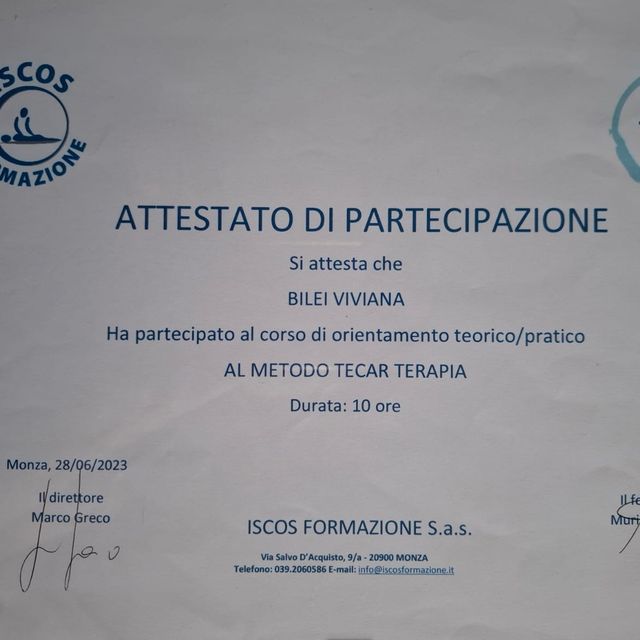 ISCOS
FORMAZIONE
ATTESTATO DI PARTECIPAZIONE
Si attesta che
BILEI VIVIANA
Ha partecipato al corso di orientamento teorico/pratico
AL METODO TECAR TERAPIA
Durata: 10 ore
Monza, 28/06/2023
Il direttore
Marco Greco
Il
ISCOS FORMAZIONE S.a.s.
Via Salvo D'Acquisto, 9/a - 20900 MONZA
Telefono: 039.2060586 E-mail: info@iscosformazione.it